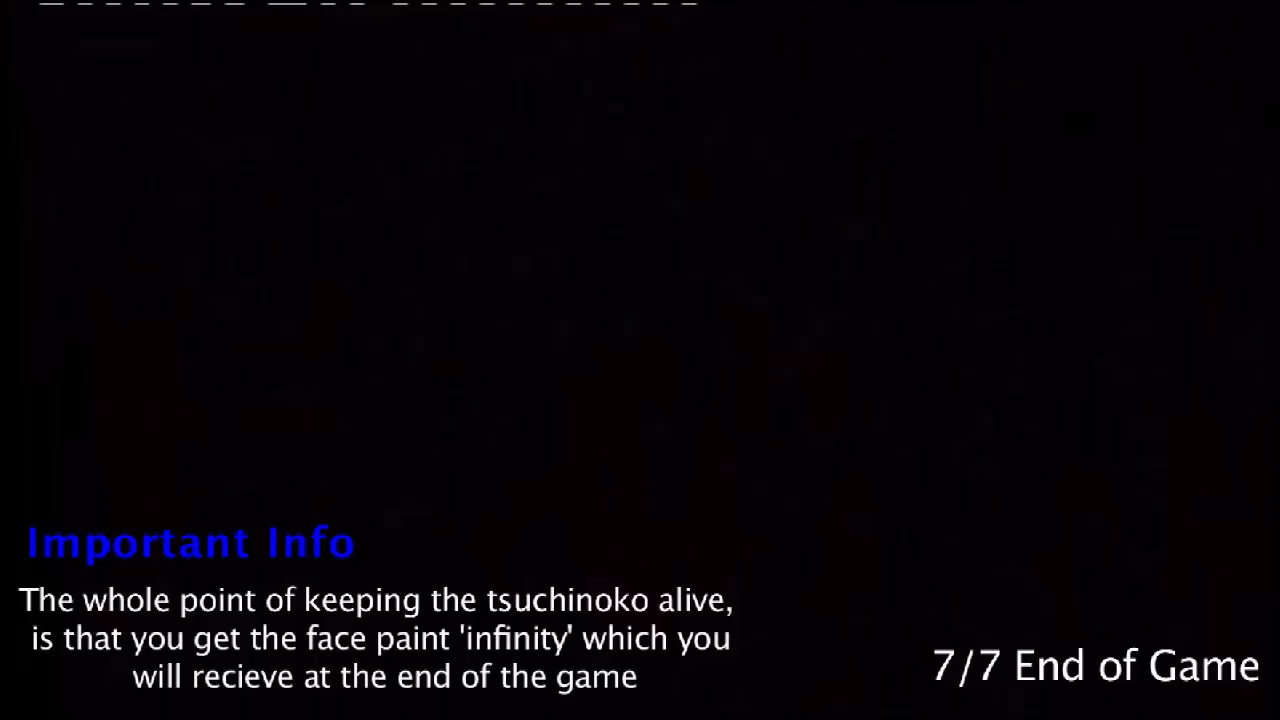 Important Info
The whole point of keeping the tsuchinoko alive,
is that you get the face paint 'infinity' which you
will recieve at the end of the game
7/7 End of Game